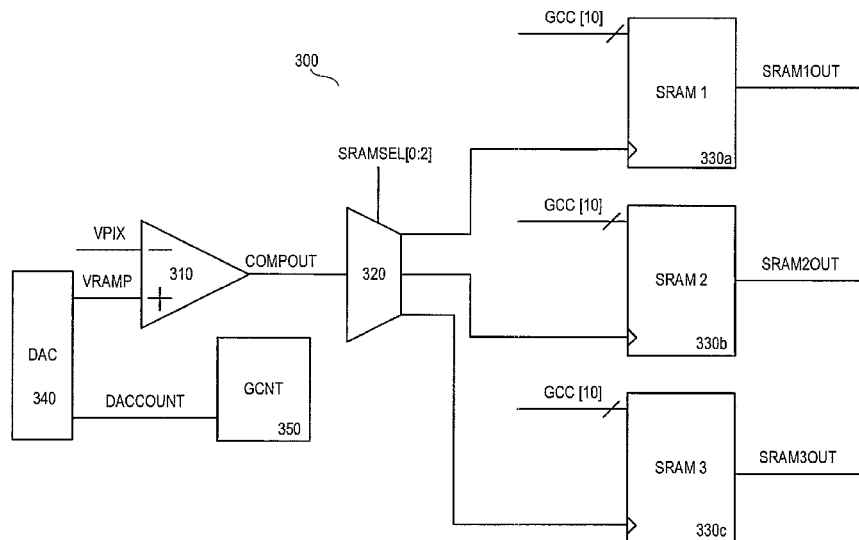 GCC [10]
300
SRAM 1
SRAM1OUT
330a
SRAMSEL[0:2]
GCC [10]
VPIX
310
COMPOUT
320
VRAMP
SRAM 2
SRAM2OUT
330b
DAC
340
DACCOUNT
GCNT
350
GCC [10]
SRAM 3
SRAM3OUT
330c